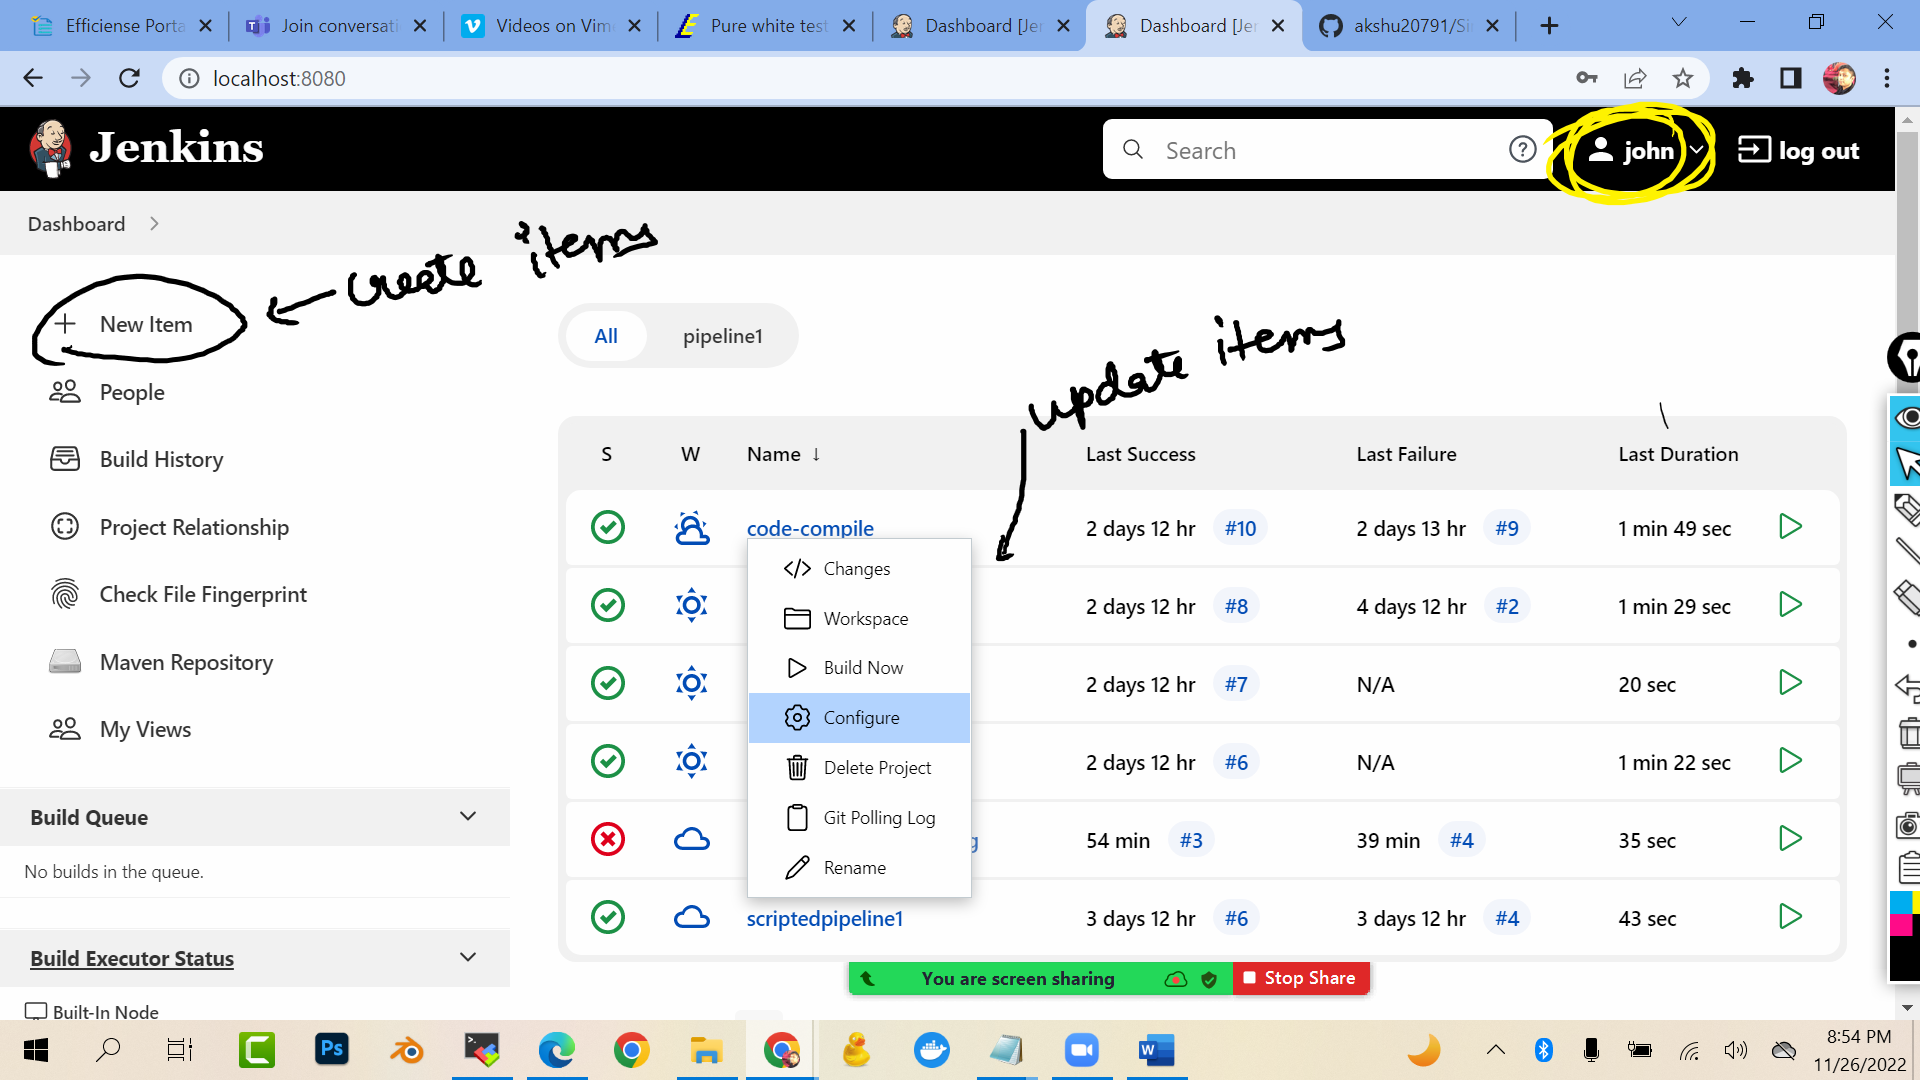 Efficiense Porta
Join conversati
Videos on Vim
Pure white test
Dashboard [Jen
Dashboard [Jen
akshu20791/Si
localhost:8080
Jenkins
Search
john
log out
Dashboard
create items
New Item
People
Build History
Project Relationship
Check File Fingerprint
Maven Repository
My Views
Build Queue
No builds in the queue.
Build Executor Status
Built-In Node
All pipeline1
update items
S W Name ↓ Last Success Last Failure Last Duration
code-compile 2 days 12 hr #10 2 days 13 hr #9 1 min 49 sec
2 days 12 hr #8 4 days 12 hr #2 1 min 29 sec
2 days 12 hr #7 N/A 20 sec
2 days 12 hr #6 N/A 1 min 22 sec
g 54 min #3 39 min #4 35 sec
scriptedpipeline1 3 days 12 hr #6 3 days 12 hr #4 43 sec
Changes
Workspace
Build Now
Configure
Delete Project
Git Polling Log
Rename
You are screen sharing Stop Share
Ps
W
8:54 PM
11/26/2022